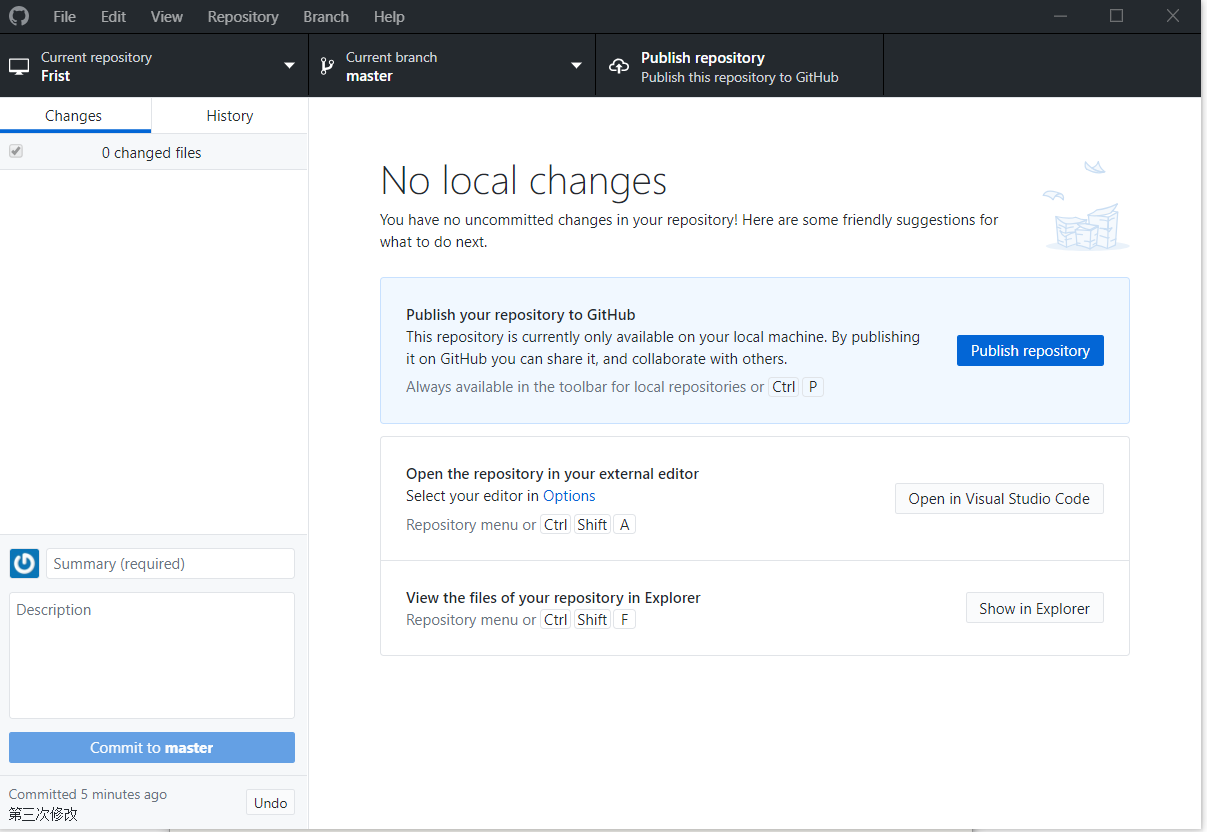 File Edit View Repository Branch Help
Current repository
Frist
Current branch
master
Publish repository
Publish this repository to GitHub
Changes
History
0 changed files
No local changes
You have no uncommitted changes in your repository! Here are some friendly suggestions for
what to do next.
Publish your repository to GitHub
This repository is currently only available on your local machine. By publishing
it on GitHub you can share it, and collaborate with others.
Always available in the toolbar for local repositories or Ctrl P
Publish repository
Open the repository in your external editor
Select your editor in Options
Repository menu or Ctrl Shift A
Open in Visual Studio Code
View the files of your repository in Explorer
Repository menu or Ctrl Shift F
Show in Explorer
Summary (required)
Description
Commit to master
Committed 5 minutes ago
第三次修改
Undo